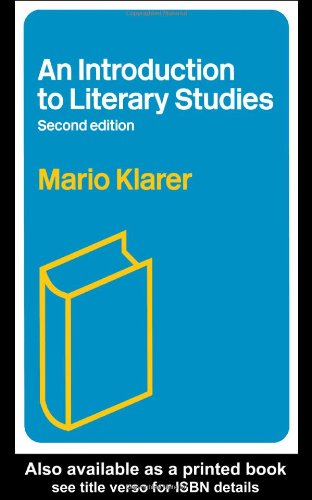 An Introduction
to Literary Studies
Second edition
Mario Klarer
Also available as a printed book
see title verso for ISBN details